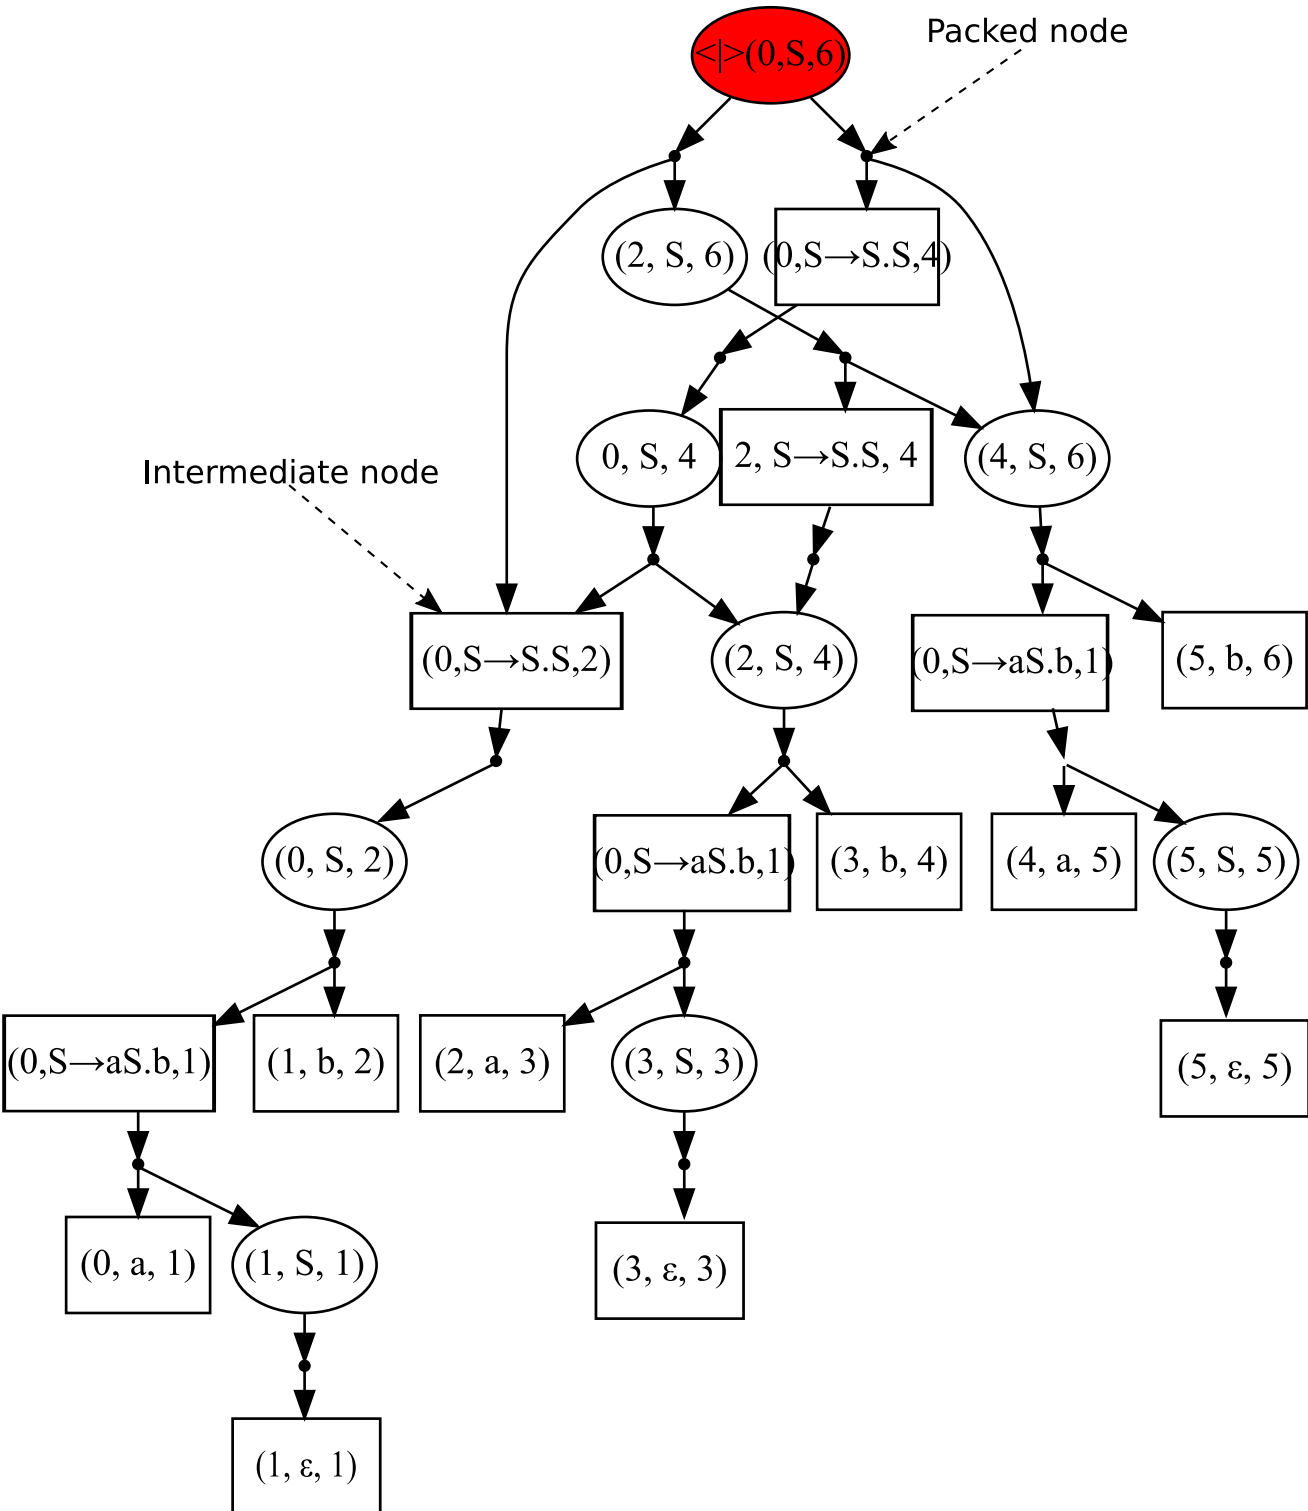 Packed node
<|>(0,S,6)
(2, S, 6)
(0,S→S.S,4)
0, S, 4
2, S→S.S, 4
(4, S, 6)
Intermediate node
(0,S→S.S,2)
(2, S, 4)
(0,S→aS.b,1)
(5, b, 6)
(0, S, 2)
(0,S→aS.b,1)
(3, b, 4)
(4, a, 5)
(5, S, 5)
(0,S→aS.b,1)
(1, b, 2)
(2, a, 3)
(3, S, 3)
(5, ε, 5)
(0, a, 1)
(1, S, 1)
(3, ε, 3)
(1, ε, 1)